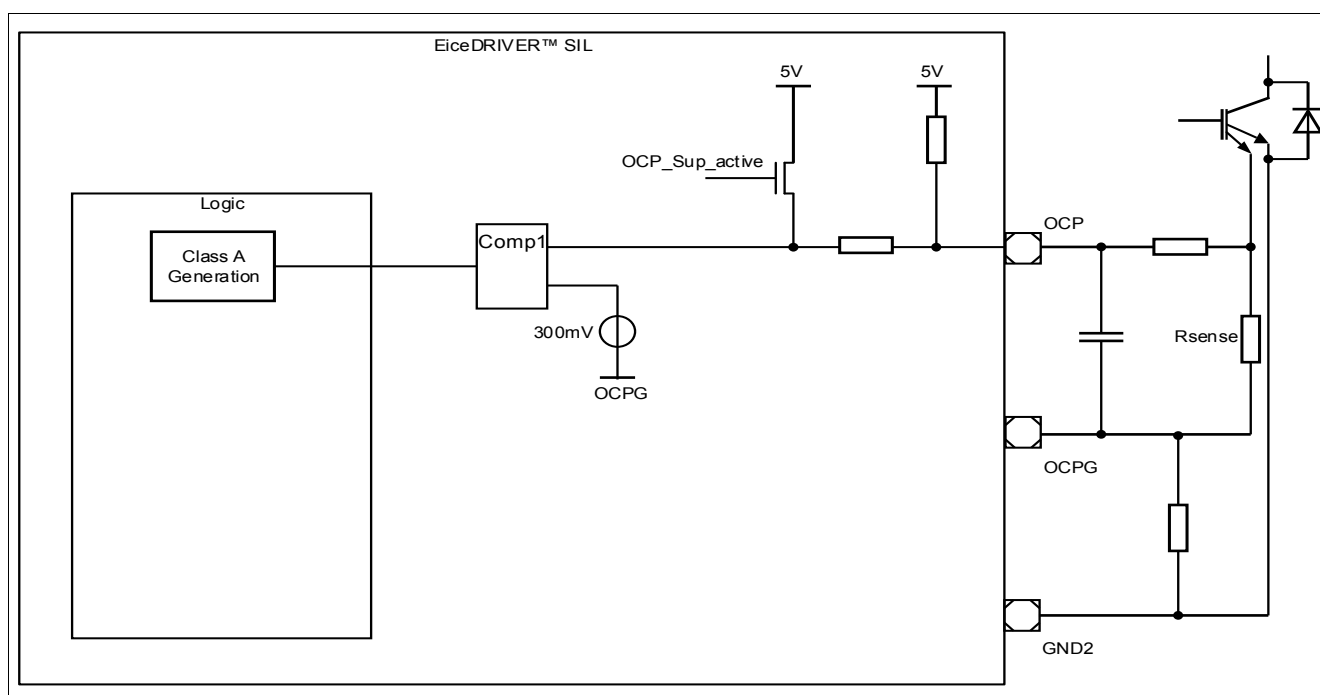 EiceDRIVER™ SIL
5V
5V
OCP_Sup_active
Logic
Class A
Generation
Comp1
300mV
OCPG
OCP
Rsense
OCPG
GND2